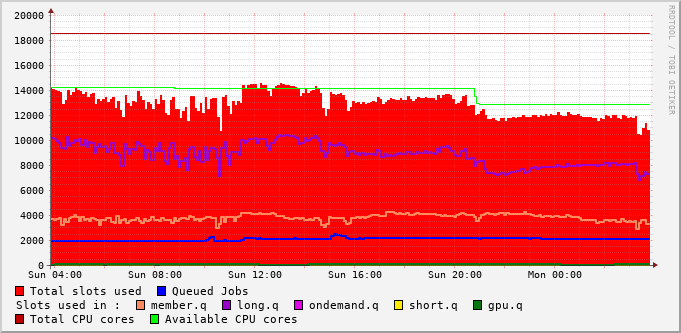 20000
18000
16000
14000
12000
10000
8000
6000
4000
2000
0
Sun 04:00 Sun 08:00 Sun 12:00 Sun 16:00 Sun 20:00 Mon 00:00
RRDTOOL / TOBI OETIKER
Total slots used Queued Jobs
Slots used in : member.q long.q ondemand.q short.q gpu.q
Total CPU cores Available CPU cores